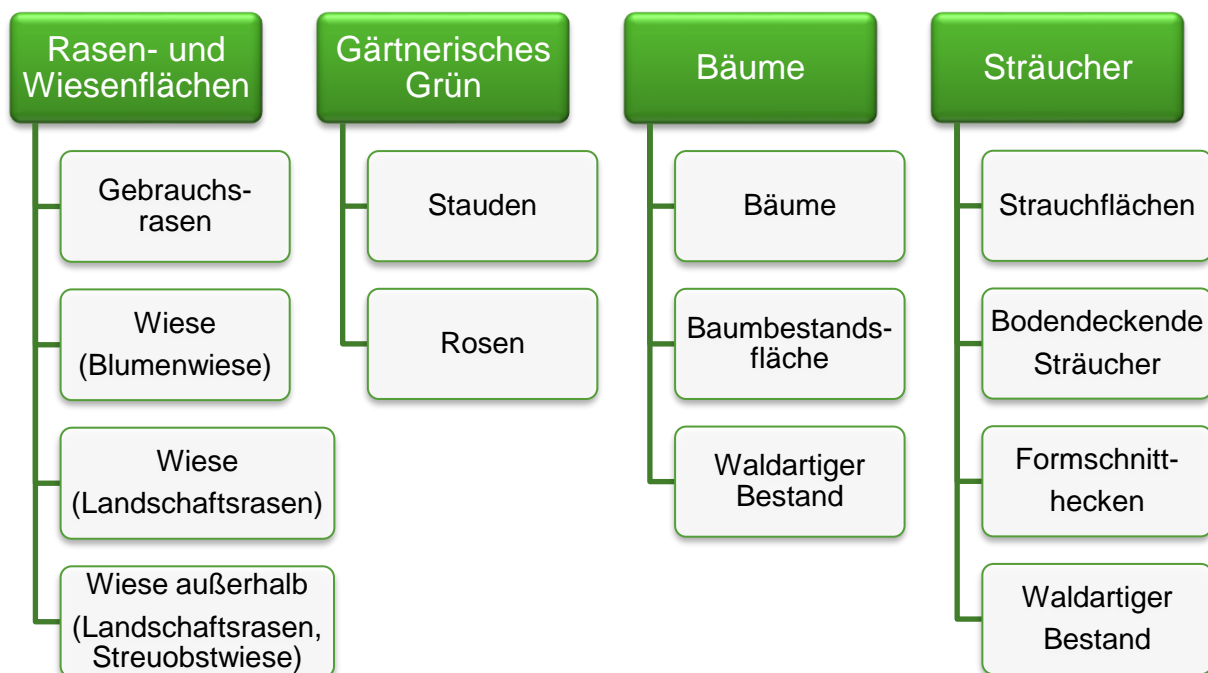 Rasen- und
Wiesenflächen
Gebrauchs-
rasen
Wiese
(Blumenwiese)
Wiese
(Landschaftsrasen)
Wiese außerhalb
(Landschaftsrasen,
Streuobstwiese)
Gärtnerisches
Grün
Stauden
Rosen
Bäume
Bäume
Baumbestands-
fläche
Waldartiger
Bestand
Sträucher
Strauchflächen
Bodendeckende
Sträucher
Formschnitt-
hecken
Waldartiger
Bestand